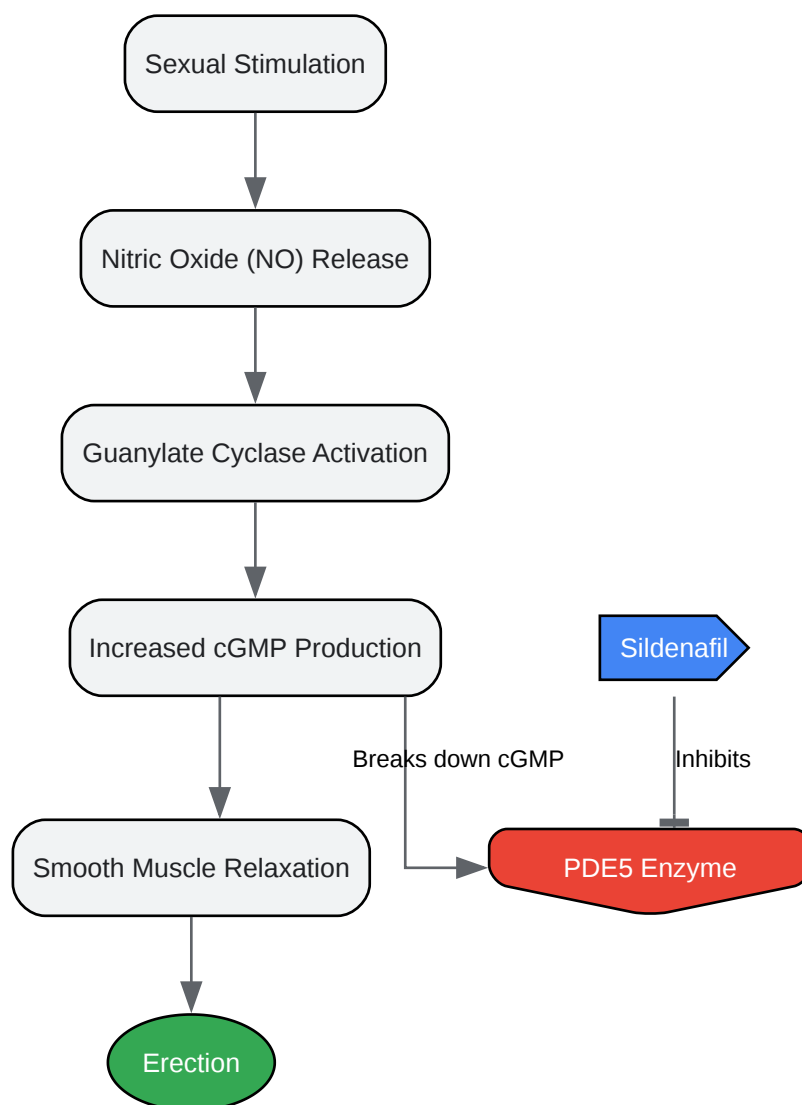 Sexual Stimulation
Nitric Oxide (NO) Release
Guanylate Cyclase Activation
Increased cGMP Production
Sildenafil
Breaks down cGMP
Inhibits
Smooth Muscle Relaxation
PDE5 Enzyme
Erection